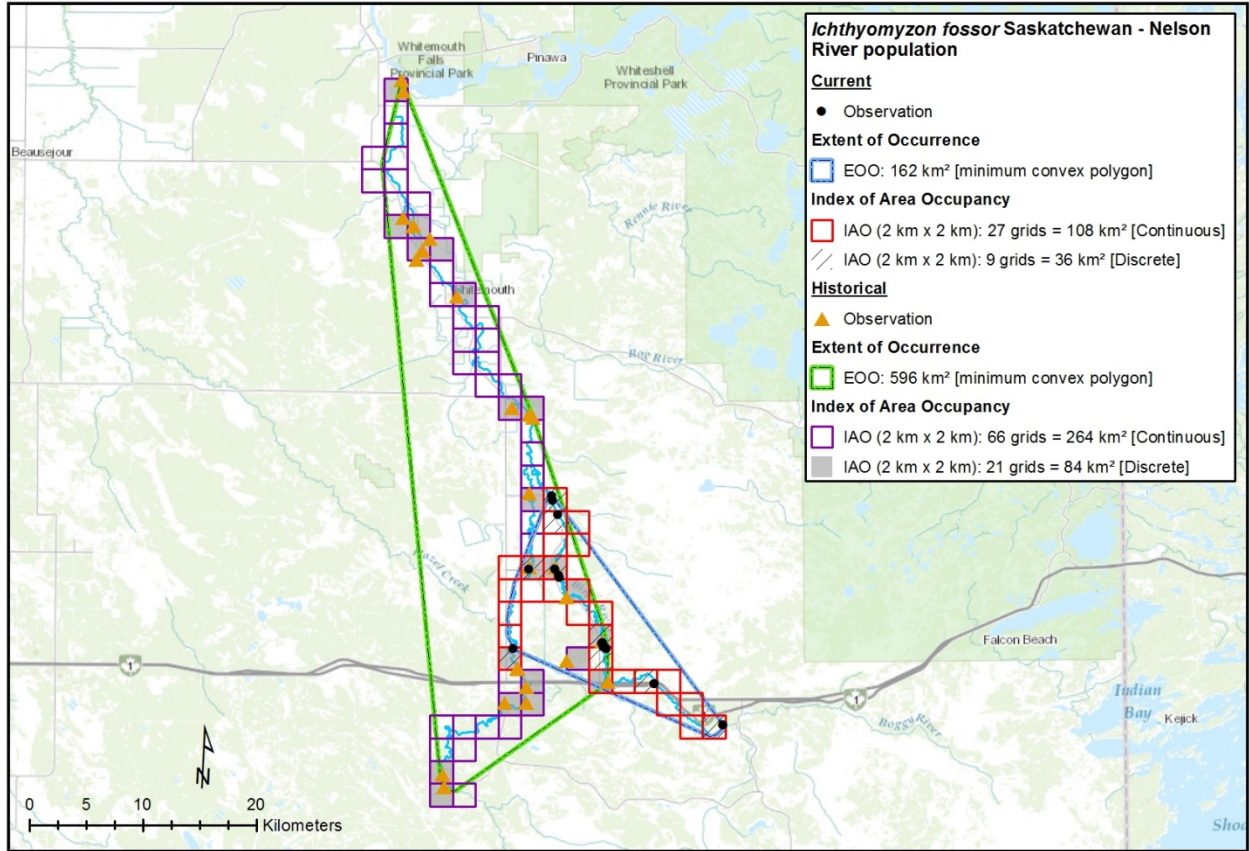 Ichthyomyzon fossor Saskatchewan - Nelson
River population
Current
Observation
Extent of Occurrence
EOO: 162 km² [minimum convex polygon]
Index of Area Occupancy
IAO (2 km x 2 km): 27 grids = 108 km² [Continuous]
IAO (2 km x 2 km): 9 grids = 36 km² [Discrete]
Historical
Observation
Extent of Occurrence
EOO: 596 km² [minimum convex polygon]
Index of Area Occupancy
IAO (2 km x 2 km): 66 grids = 264 km² [Continuous]
IAO (2 km x 2 km): 21 grids = 84 km² [Discrete]
Whitemouth
Falls
Provincial Park
Pinawa
Whiteshell
Provincial Park
Beausejour
Rennie River
Bog River
Hazel Creek
Falcon Beach
Indian
Bay
Kejick
Boggy River
1
1
N
0 5 10 20
Kilometers